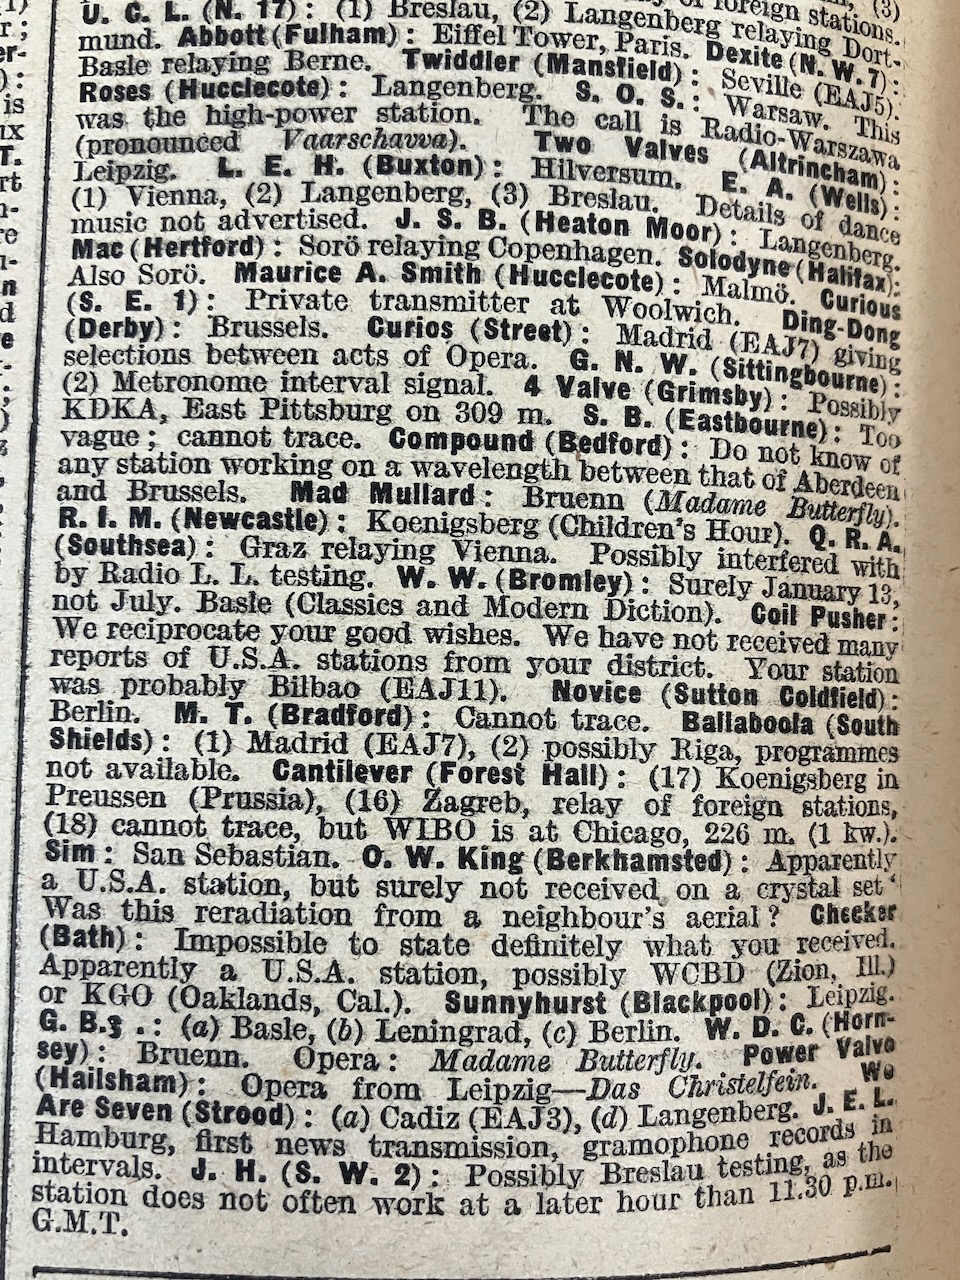 of foreign stations.
U. C. L. (N. 17): (1) Breslau, (2) Langenberg relaying Dort-
mund. Abbott (Fulham): Eiffel Tower, Paris. Dexite (N. W. 7):
Basle relaying Berne. Twiddler (Mansfield): Seville (EAJ5).
Roses (Hucclecote): Langenberg. S. O. S.: Warsaw. This
was the high-power station. The call is Radio-Warszawa
(pronounced Vaarschavva). Two Valves (Altrincham):
Leipzig. L. E. H. (Buxton): Hilversum. E. A. (Wells):
(1) Vienna, (2) Langenberg, (3) Breslau. Details of dance
music not advertised. J. S. B. (Heaton Moor): Langenberg.
Mac (Hertford): Sorö relaying Copenhagen. Solodyne (Halifax):
Also Sorö. Maurice A. Smith (Hucclecote): Malmö. Curious
(S. E. 1): Private transmitter at Woolwich. Ding-Dong
(Derby): Brussels. Curios (Street): Madrid (EAJ7) giving
selections between acts of Opera. G. N. W. (Sittingbourne):
(2) Metronome interval signal. 4 Valve (Grimsby): Possibly
KDKA, East Pittsburg on 309 m. S. B. (Eastbourne): Too
vague; cannot trace. Compound (Bedford): Do not know of
any station working on a wavelength between that of Aberdeen
and Brussels. Mad Mullard: Bruenn (Madame Butterfly).
R. I. M. (Newcastle): Koenigsberg (Children's Hour). Q. R. A.
(Southsea): Graz relaying Vienna. Possibly interfered with
by Radio L. L. testing. W. W. (Bromley): Surely January 13,
not July. Basle (Classics and Modern Diction). Coil Pusher:
We reciprocate your good wishes. We have not received many
reports of U.S.A. stations from your district. Your station
was probably Bilbao (EAJ11). Novice (Sutton Coldfield):
Berlin. M. T. (Bradford): Cannot trace. Ballaboola (South
Shields): (1) Madrid (EAJ7), (2) possibly Riga, programmes
not available. Cantilever (Forest Hall): (17) Koenigsberg in
Preussen (Prussia), (16) Zagreb, relay of foreign stations,
(18) cannot trace, but WIBO is at Chicago, 226 m. (1 kw.).
Sim: San Sebastian. O. W. King (Berkhamsted): Apparently
a U.S.A. station, but surely not received on a crystal set
Was this reradiation from a neighbour's aerial? Checker
(Bath): Impossible to state definitely what you received.
Apparently a U.S.A. station, possibly WCBD (Zion, Ill.)
or KGO (Oaklands, Cal.). Sunnyhurst (Blackpool): Leipzig.
G. B. .: (a) Basle, (b) Leningrad, (c) Berlin. W. D. C. (Horn-
sey): Bruenn. Opera: Madame Butterfly. Power Valve
(Hailsham): Opera from Leipzig—Das Christelfein. We
Are Seven (Strood): (a) Cadiz (EAJ3), (d) Langenberg. J. E. L.
Hamburg, first news transmission, gramophone records in
intervals. J. H. (S. W. 2): Possibly Breslau testing, as the
station does not often work at a later hour than 11.30 p.m.
G.M.T.